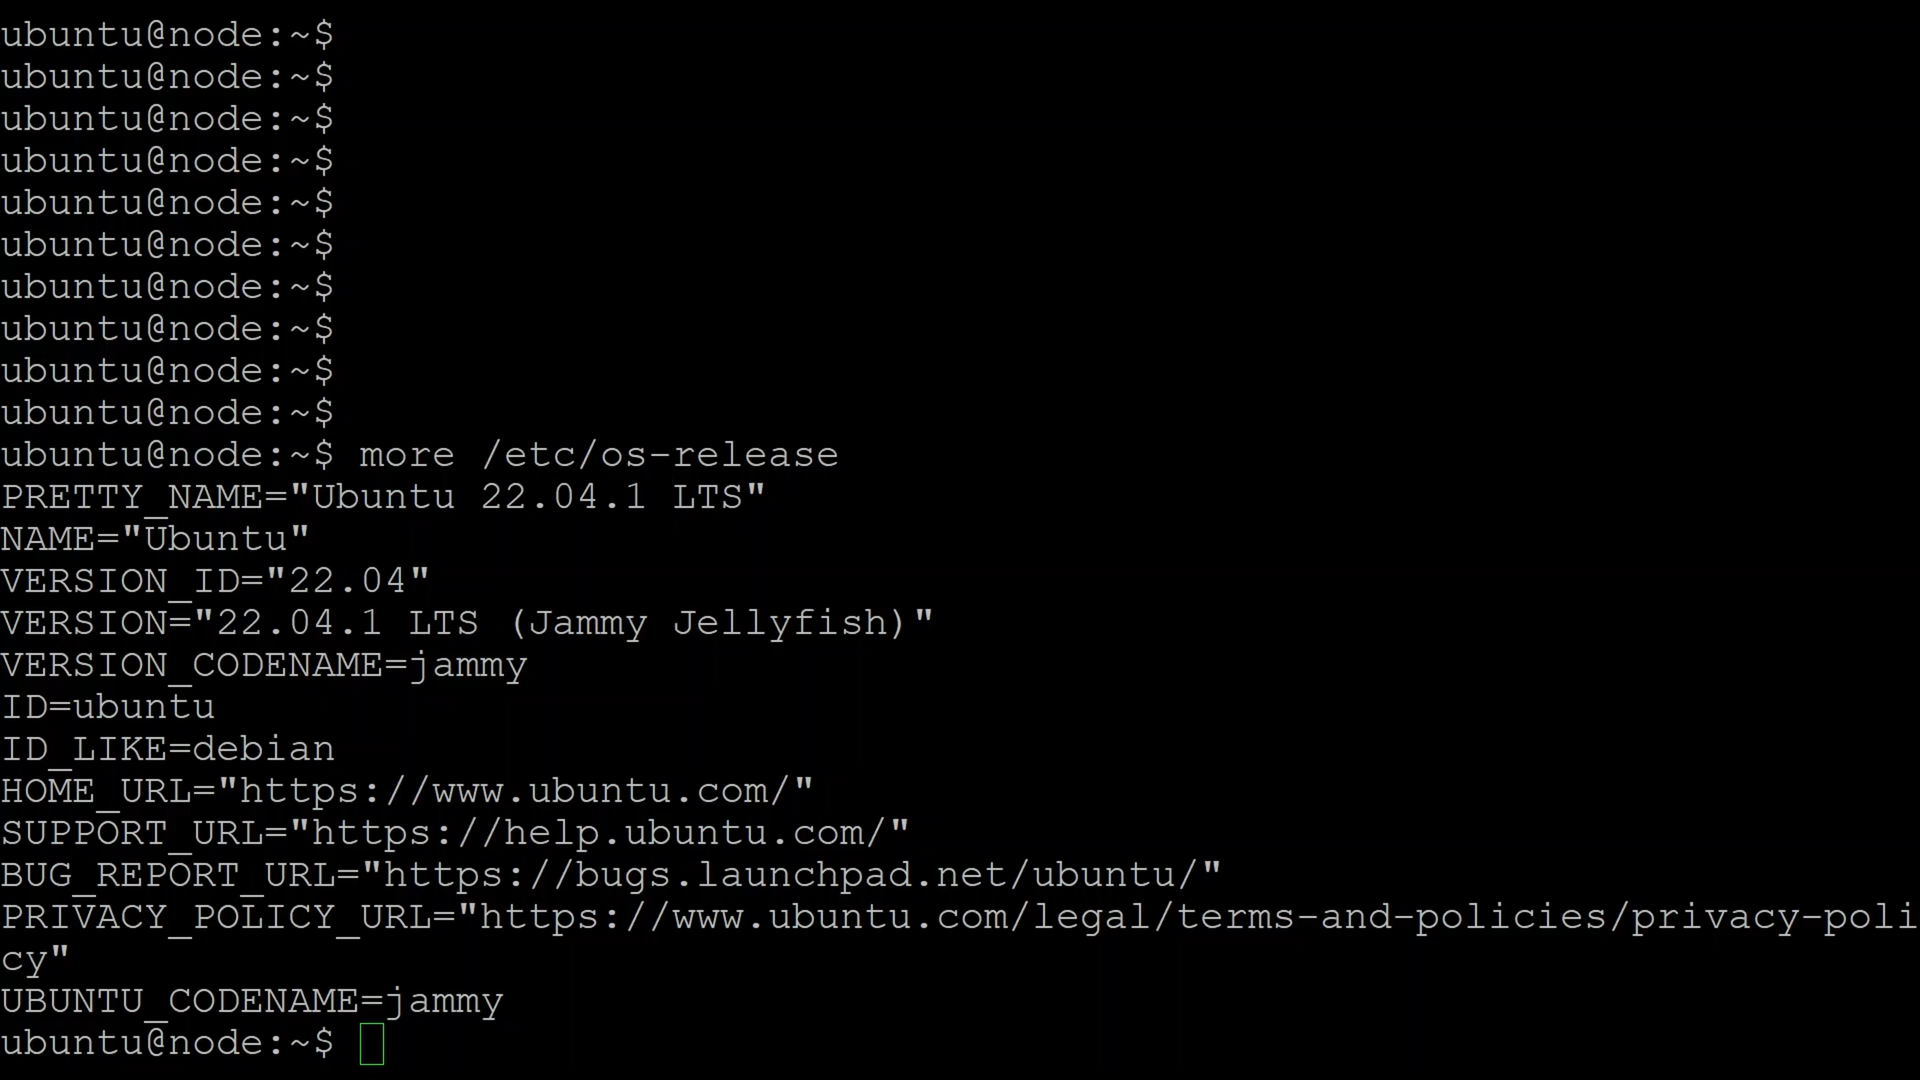 ubuntu@node:~$
ubuntu@node:~$
ubuntu@node:~$
ubuntu@node:~$
ubuntu@node:~$
ubuntu@node:~$
ubuntu@node:~$
ubuntu@node:~$
ubuntu@node:~$
ubuntu@node:~$
ubuntu@node:~$ more /etc/os-release
PRETTY_NAME="Ubuntu 22.04.1 LTS"
NAME="Ubuntu"
VERSION_ID="22.04"
VERSION="22.04.1 LTS (Jammy Jellyfish)"
VERSION_CODENAME=jammy
ID=ubuntu
ID_LIKE=debian
HOME_URL="https://www.ubuntu.com/"
SUPPORT_URL="https://help.ubuntu.com/"
BUG_REPORT_URL="https://bugs.launchpad.net/ubuntu/"
PRIVACY_POLICY_URL="https://www.ubuntu.com/legal/terms-and-policies/privacy-poli
cy"
UBUNTU_CODENAME=jammy
ubuntu@node:~$